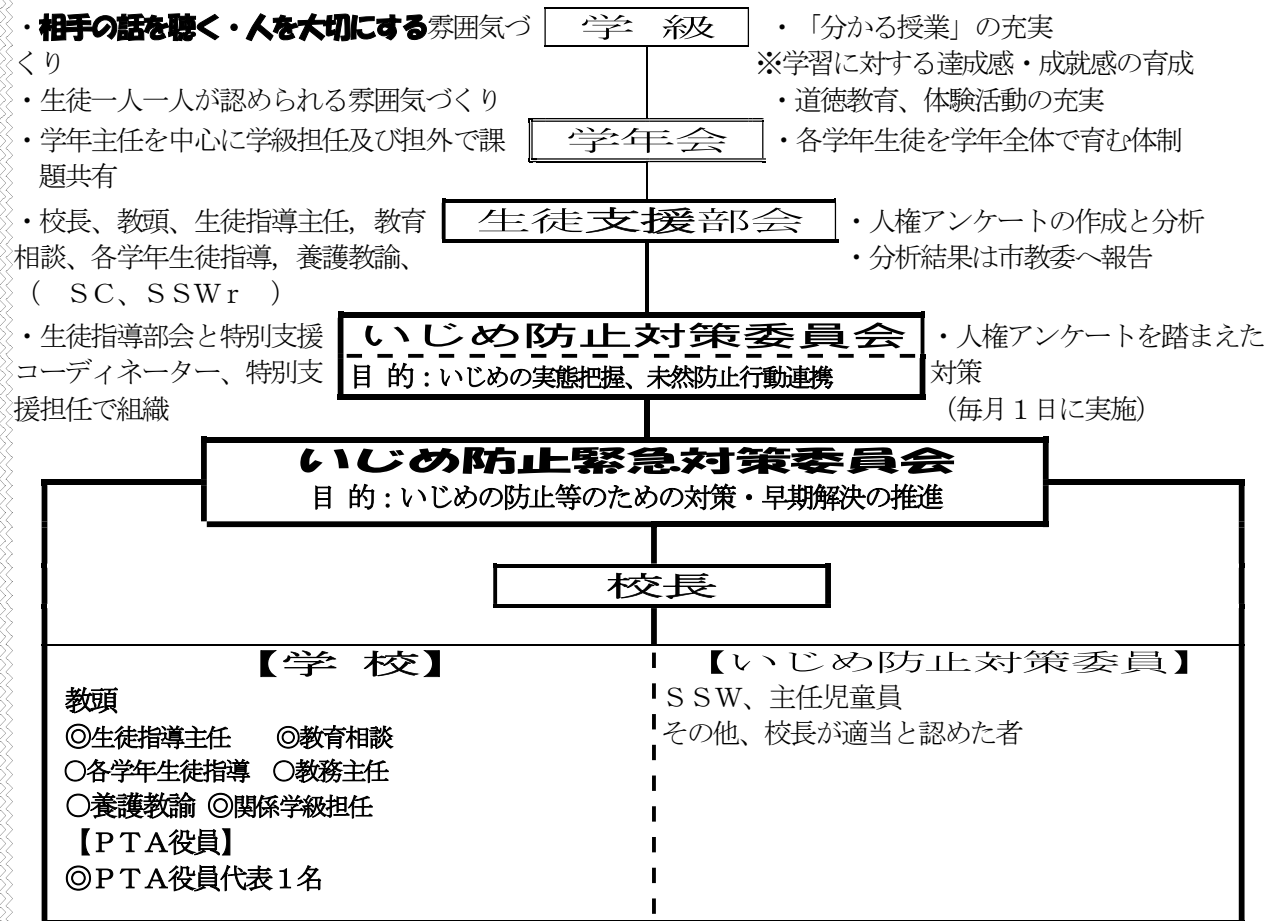 ・相手の話を聴く・人を大切にする雰囲気づ
くり
・生徒一人一人が認められる雰囲気づくり
学 級
・「分かる授業」の充実
※学習に対する達成感・成就感の育成
・道徳教育、体験活動の充実
・学年主任を中心に学級担任及び担外で課
題共有
学年会
・各学年生徒を学年全体で育む体制
・校長、教頭、生徒指導主任，教育
相談、各学年生徒指導，養護教諭、
（　ＳＣ、ＳＳＷｒ　）
生徒支援部会
・人権アンケートの作成と分析
・分析結果は市教委へ報告
・生徒指導部会と特別支援
コーディネーター、特別支
援担任で組織
いじめ防止対策委員会
目 的：いじめの実態把握、未然防止行動連携
・人権アンケートを踏まえた
対策
（毎月１日に実施）
いじめ防止緊急対策委員会
目 的：いじめの防止等のための対策・早期解決の推進
校長
【学 校】
教頭
◎生徒指導主任　◎教育相談
○各学年生徒指導　○教務主任
○養護教諭 ◎関係学級担任
【ＰＴＡ役員】
◎ＰＴＡ役員代表１名
【いじめ防止対策委員】
ＳＳＷ、主任児童員
その他、校長が適当と認めた者